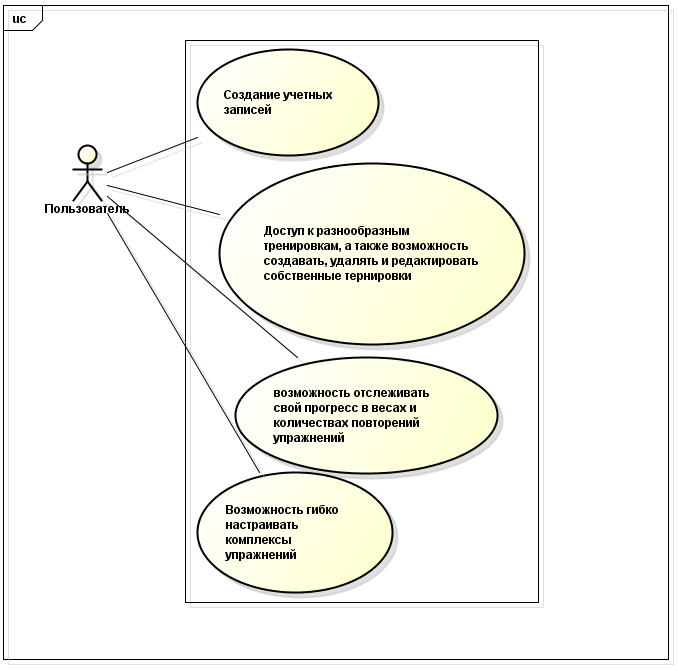 uc
Создание учетных
записей
Пользователь
Доступ к разнообразным
тренировкам, а также возможность
создавать, удалять и редактировать
собственные тернировки
возможность отслеживать
свой прогресс в весах и
количествах повторений
упражнений
Возможность гибко
настраивать
комплексы
упражнений